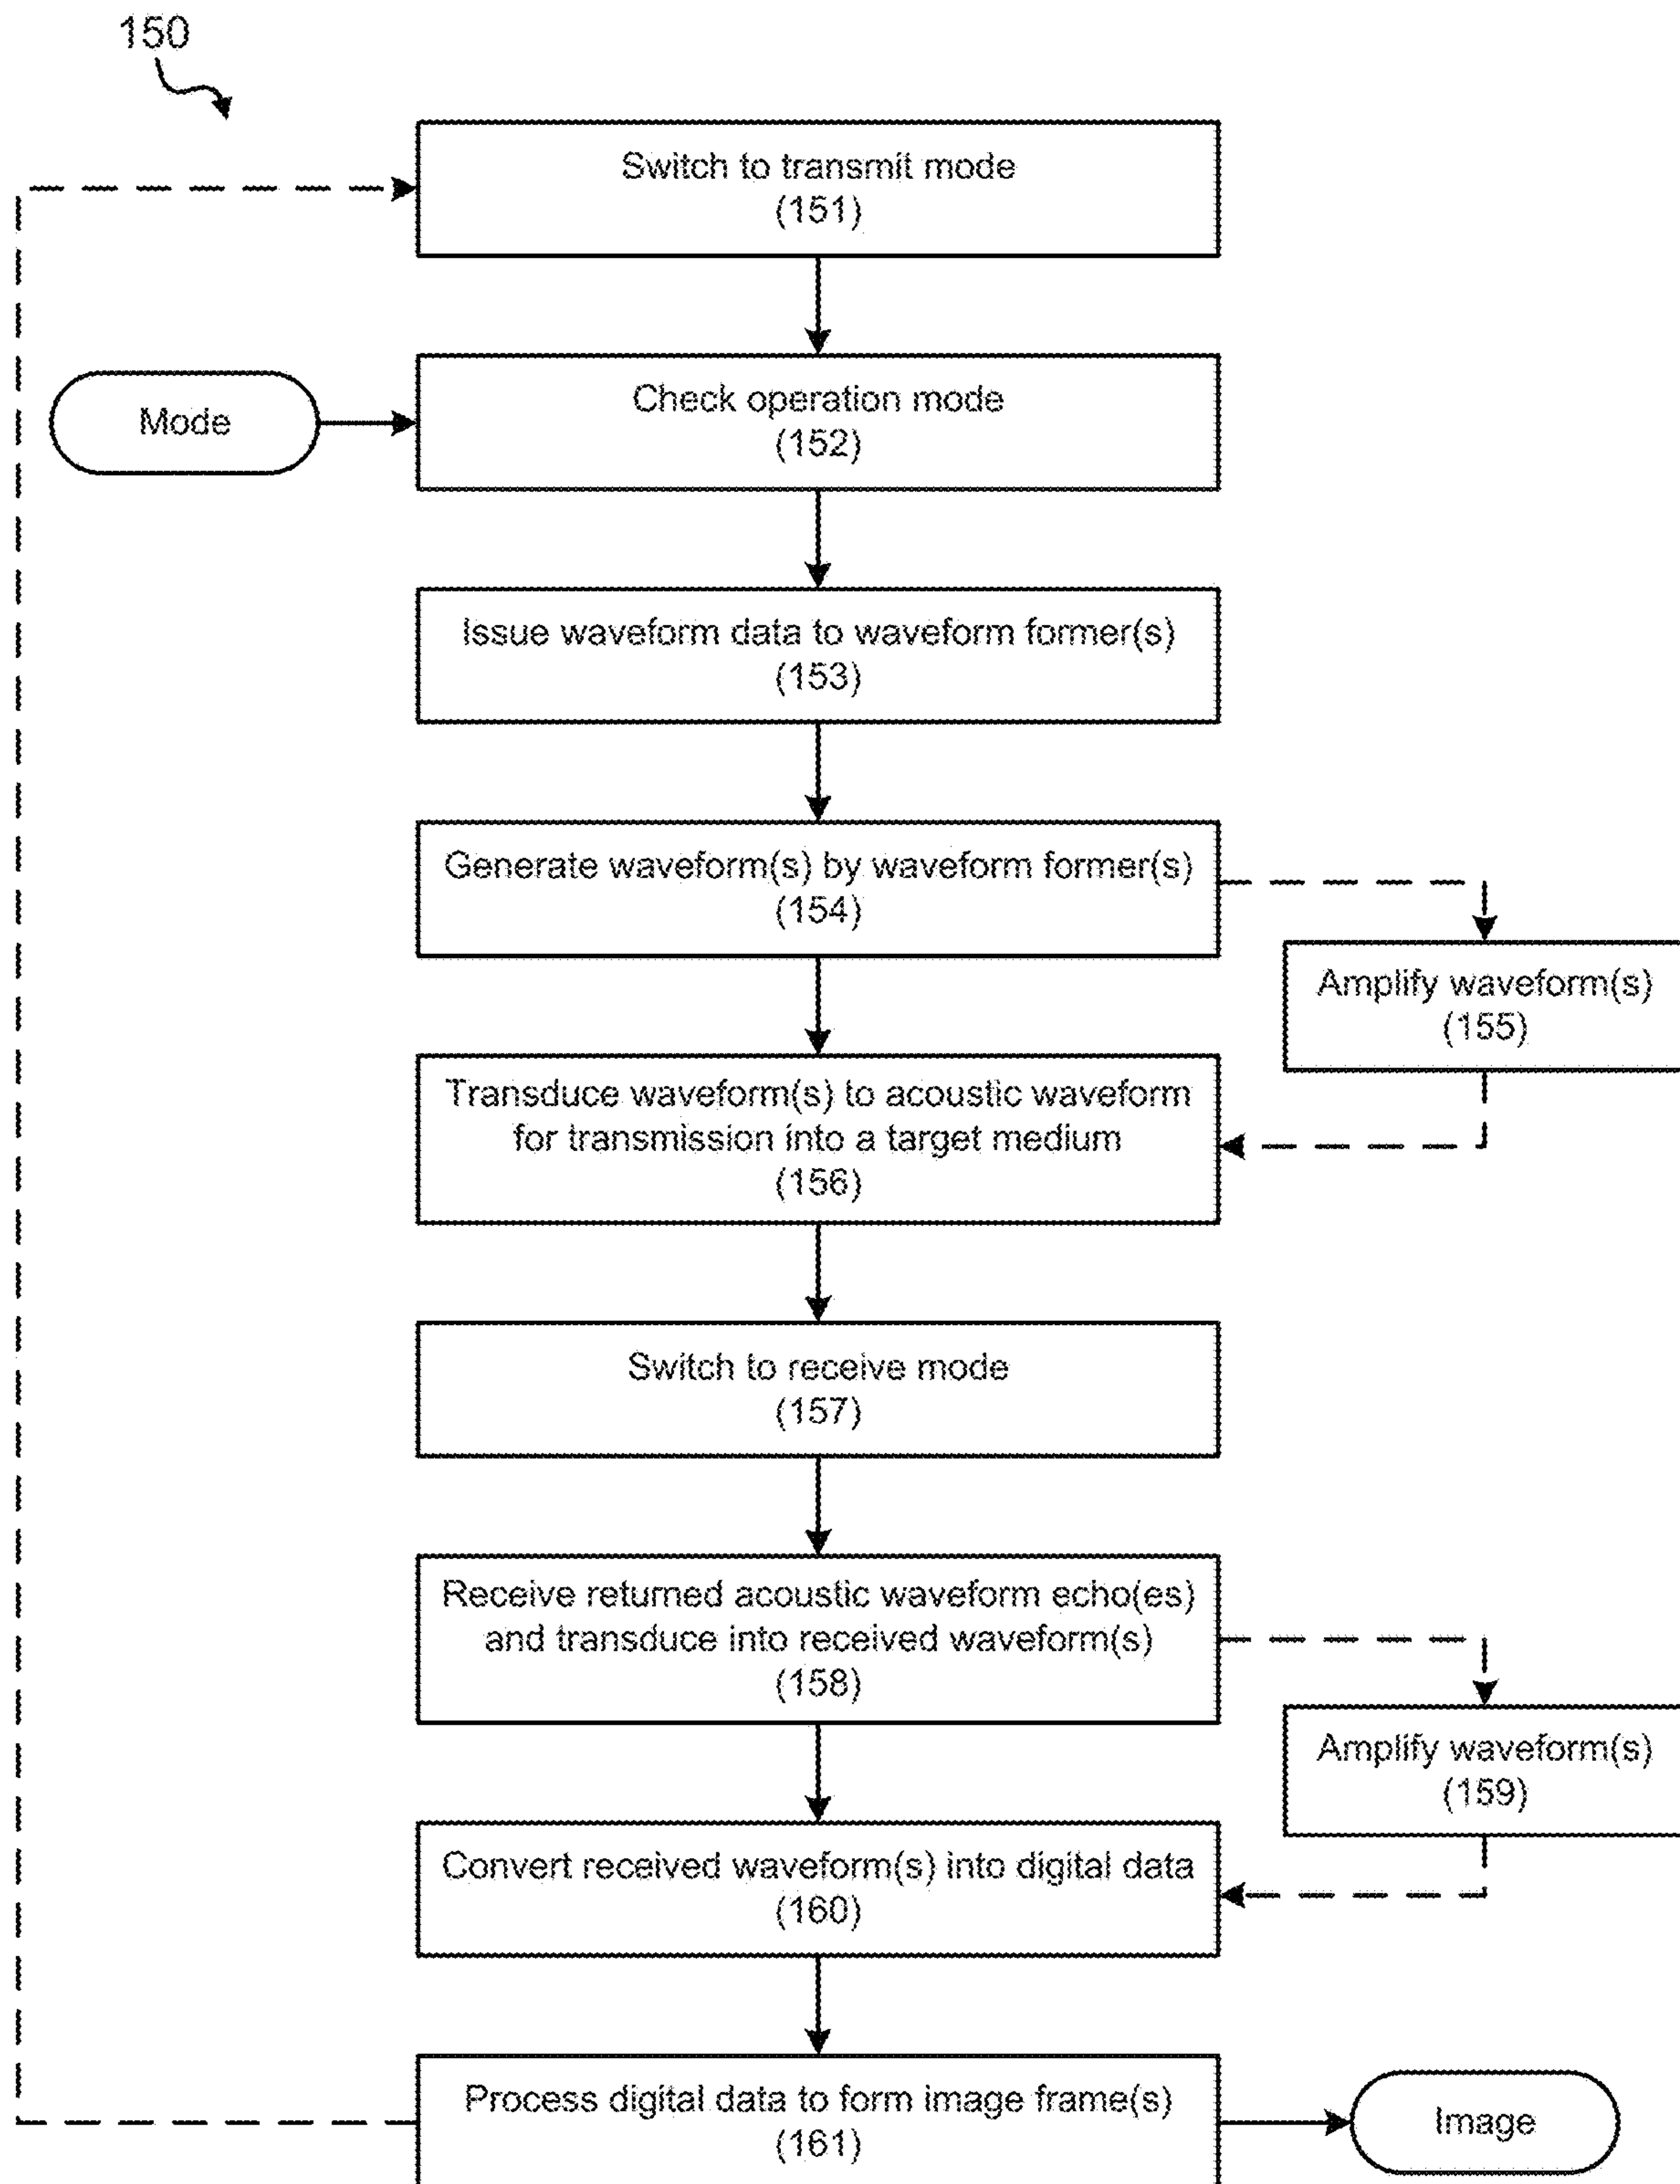 150
Switch to transmit mode
(151)
Mode
Check operation mode
(152)
Issue waveform data to waveform former(s)
(153)
Generate waveform(s) by waveform former(s)
(154)
Amplify waveform(s)
(155)
Transduce waveform(s) to acoustic waveform
for transmission into a target medium
(156)
Switch to receive mode
(157)
Receive returned acoustic waveform echo(es)
and transduce into received waveform(s)
(158)
Amplify waveform(s)
(159)
Convert received waveform(s) into digital data
(160)
Process digital data to form image frame(s)
(161)
Image